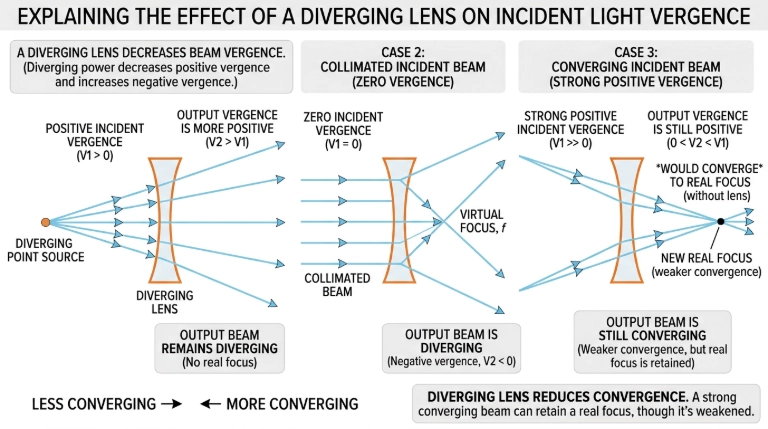 EXPLAINING THE EFFECT OF A DIVERGING LENS ON INCIDENT LIGHT VERGENCE
A DIVERGING LENS DECREASES BEAM VERGENCE.
(Diverging power decreases positive vergence
and increases negative vergence.)
POSITIVE INCIDENT
VERGENCE
(V1 > 0)
OUTPUT VERGENCE
IS MORE POSITIVE
(V2 > V1)
DIVERGING
POINT SOURCE
DIVERGING
LENS
OUTPUT BEAM
REMAINS DIVERGING
(No real focus)
CASE 2:
COLLIMATED INCIDENT BEAM
(ZERO VERGENCE)
ZERO INCIDENT
VERGENCE
(V1 = 0)
VIRTUAL
FOCUS, f
COLLIMATED
BEAM
OUTPUT BEAM IS
DIVERGING
(Negative vergence, V2 < 0)
CASE 3:
CONVERGING INCIDENT BEAM
(STRONG POSITIVE VERGENCE)
STRONG POSITIVE
INCIDENT VERGENCE
(V1 >> 0)
OUTPUT VERGENCE
IS STILL POSITIVE
(0 < V2 < V1)
*WOULD CONVERGE*
TO REAL FOCUS
(without lens)
NEW REAL FOCUS
(weaker convergence)
OUTPUT BEAM IS
STILL CONVERGING
(Weaker convergence, but real
focus is retained)
LESS CONVERGING → ← MORE CONVERGING
DIVERGING LENS REDUCES CONVERGENCE. A strong
converging beam can retain a real focus, though it's weakened.